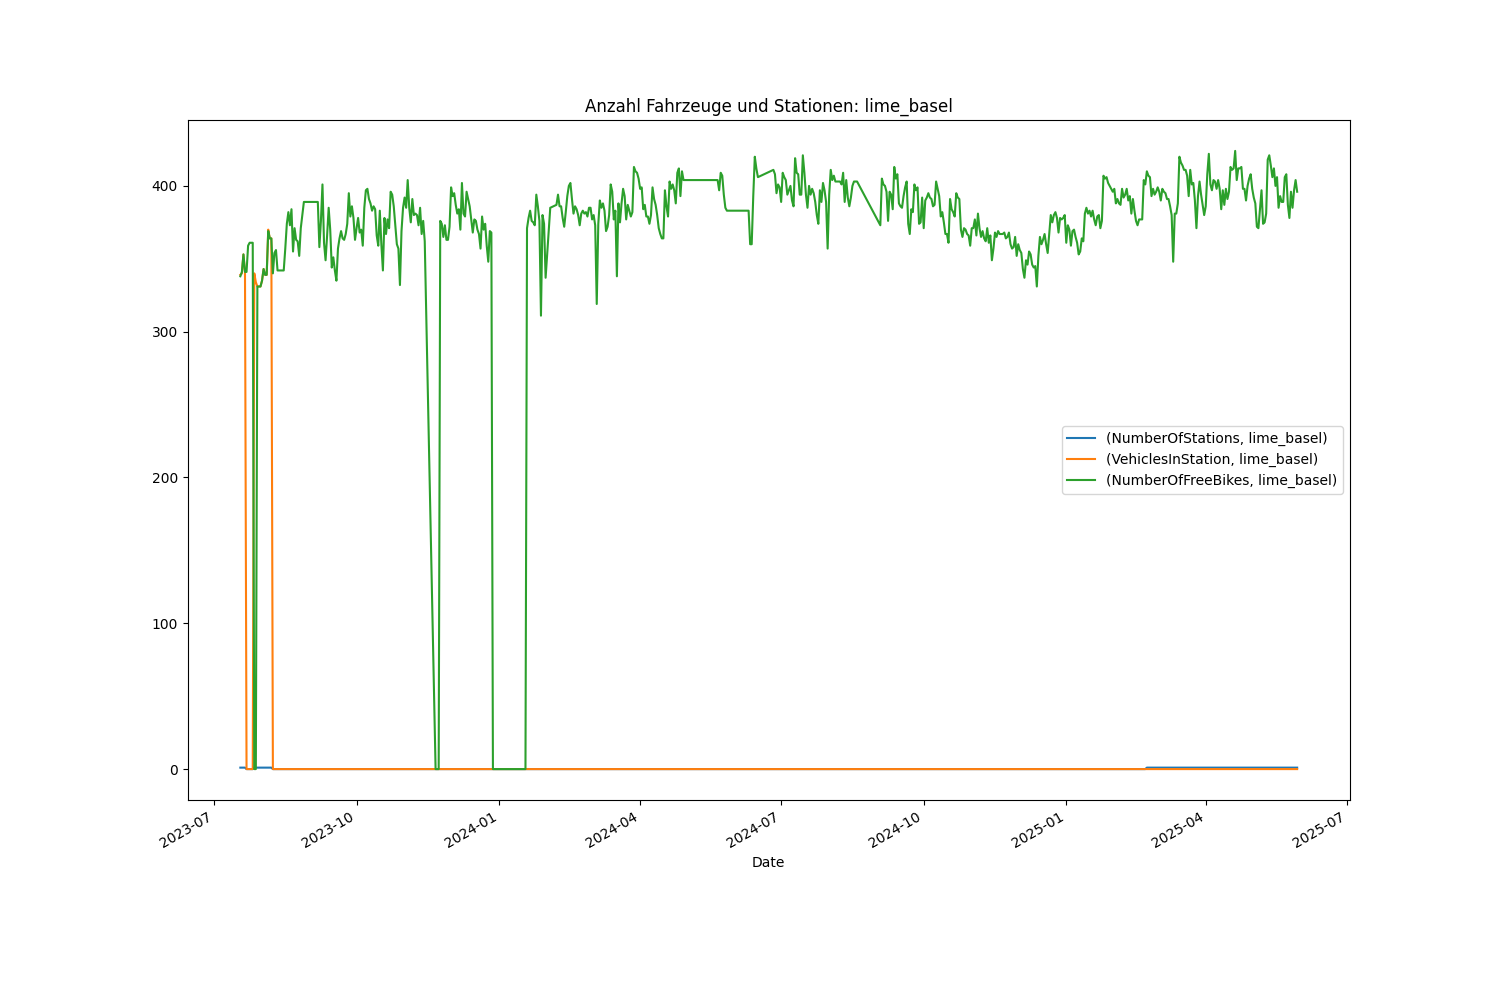 Anzahl Fahrzeuge und Stationen: lime_basel
400
300
200
100
0
(NumberOfStations, lime_basel)
(VehiclesInStation, lime_basel)
(NumberOfFreeBikes, lime_basel)
2023-07
2023-10
2024-01
2024-04
2024-07
2024-10
2025-01
2025-04
2025-07
Date